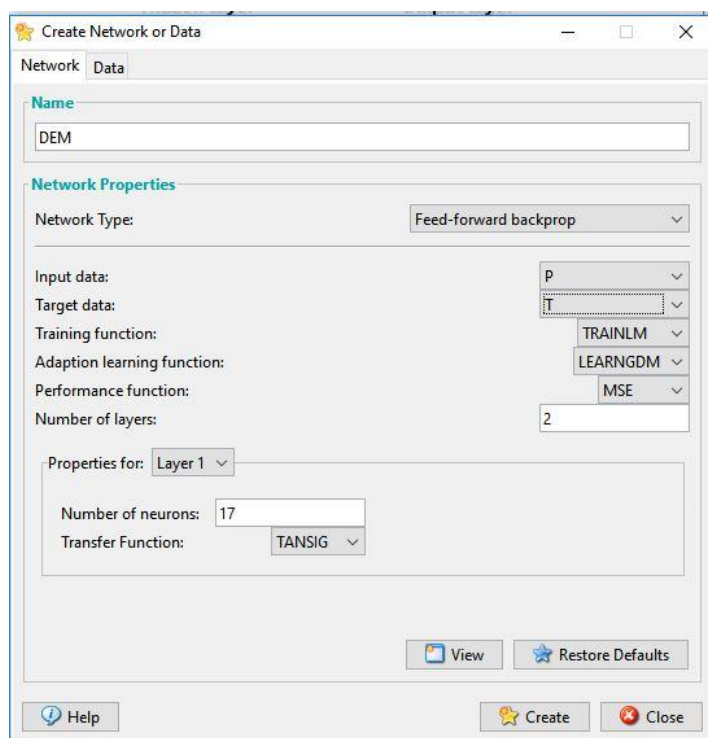 Create Network or Data
Network Data
Name
DEM
Network Properties
Network Type: Feed-forward backprop
Input data: P
Target data: T
Training function: TRAINLM
Adaption learning function: LEARNGDM
Performance function: MSE
Number of layers: 2
Properties for: Layer 1
Number of neurons: 17
Transfer Function: TANSIG
View Restore Defaults
Help Create Close